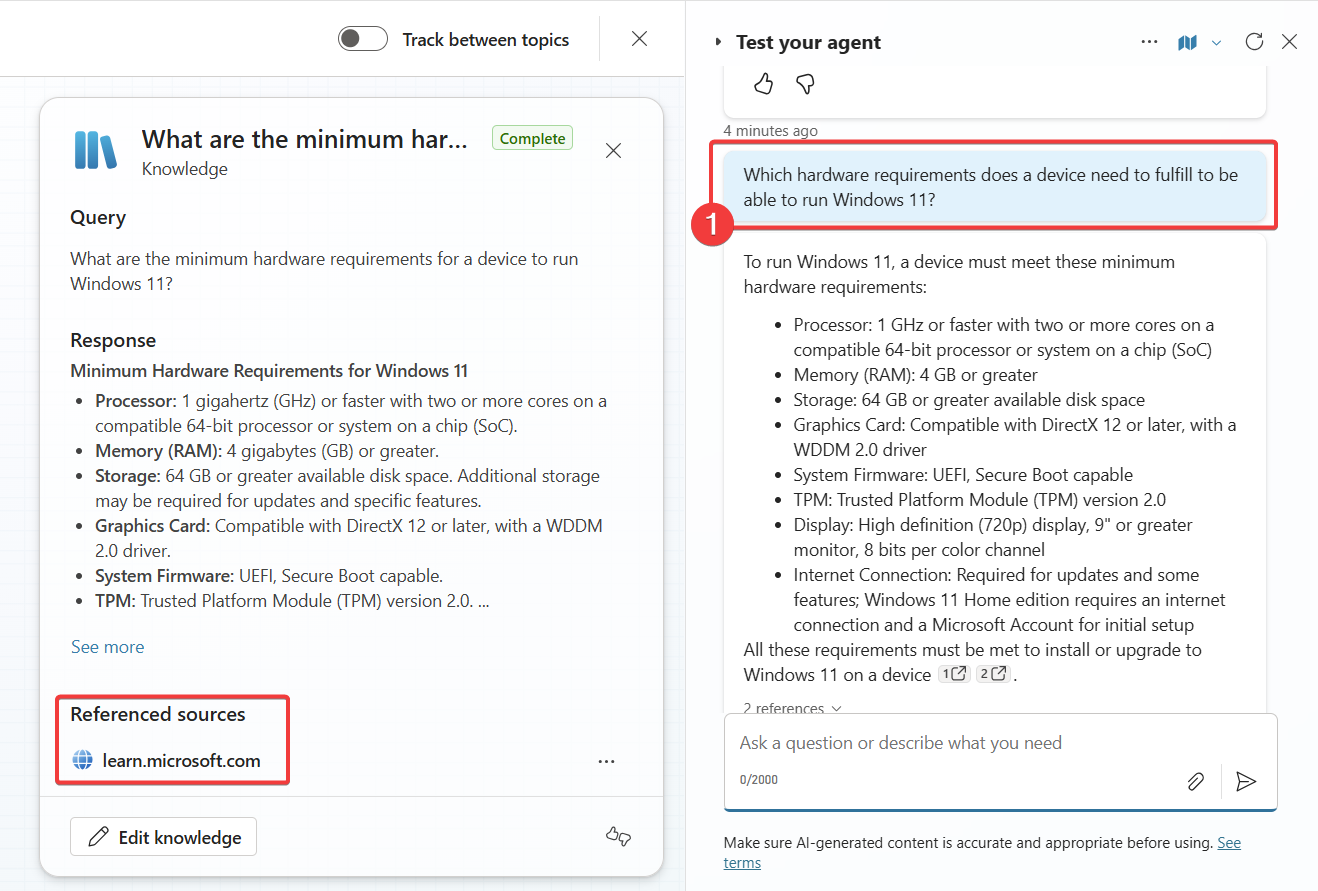 Track between topics
What are the minimum har...
Complete
Knowledge
Query
What are the minimum hardware requirements for a device to run
Windows 11?
Response
Minimum Hardware Requirements for Windows 11
• Processor: 1 gigahertz (GHz) or faster with two or more cores on a
compatible 64-bit processor or system on a chip (SoC).
• Memory (RAM): 4 gigabytes (GB) or greater.
• Storage: 64 GB or greater available disk space. Additional storage
may be required for updates and specific features.
• Graphics Card: Compatible with DirectX 12 or later, with a WDDM
2.0 driver.
• System Firmware: UEFI, Secure Boot capable.
• TPM: Trusted Platform Module (TPM) version 2.0. ...
See more
Referenced sources
learn.microsoft.com
Edit knowledge
Test your agent
4 minutes ago
Which hardware requirements does a device need to fulfill to be
able to run Windows 11?
1
To run Windows 11, a device must meet these minimum
hardware requirements:
• Processor: 1 GHz or faster with two or more cores on a
compatible 64-bit processor or system on a chip (SoC)
• Memory (RAM): 4 GB or greater
• Storage: 64 GB or greater available disk space
• Graphics Card: Compatible with DirectX 12 or later, with a
WDDM 2.0 driver
• System Firmware: UEFI, Secure Boot capable
• TPM: Trusted Platform Module (TPM) version 2.0
• Display: High definition (720p) display, 9" or greater
monitor, 8 bits per color channel
• Internet Connection: Required for updates and some
features; Windows 11 Home edition requires an internet
connection and a Microsoft Account for initial setup
All these requirements must be met to install or upgrade to
Windows 11 on a device 1 2 .
2 references
Ask a question or describe what you need
0/2000
Make sure AI-generated content is accurate and appropriate before using. See
terms